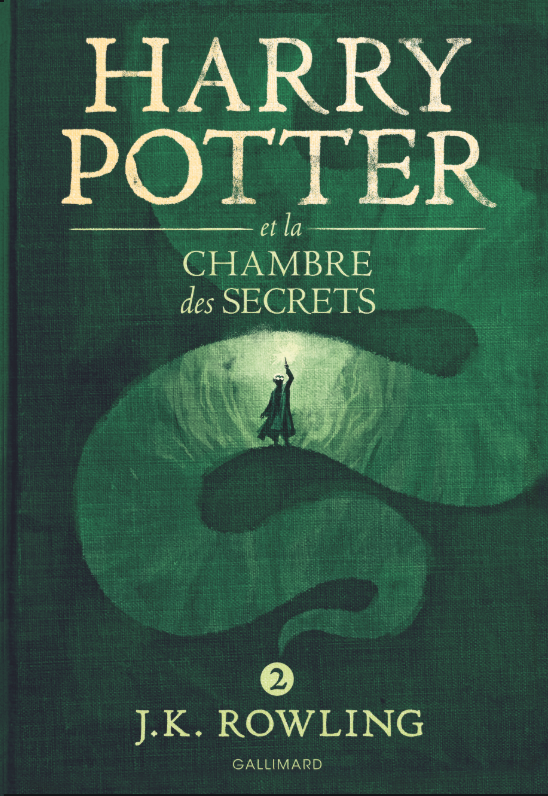 HARRY
POTTER
et la
CHAMBRE
des SECRETS
2
J.K. ROWLING
GALLIMARD